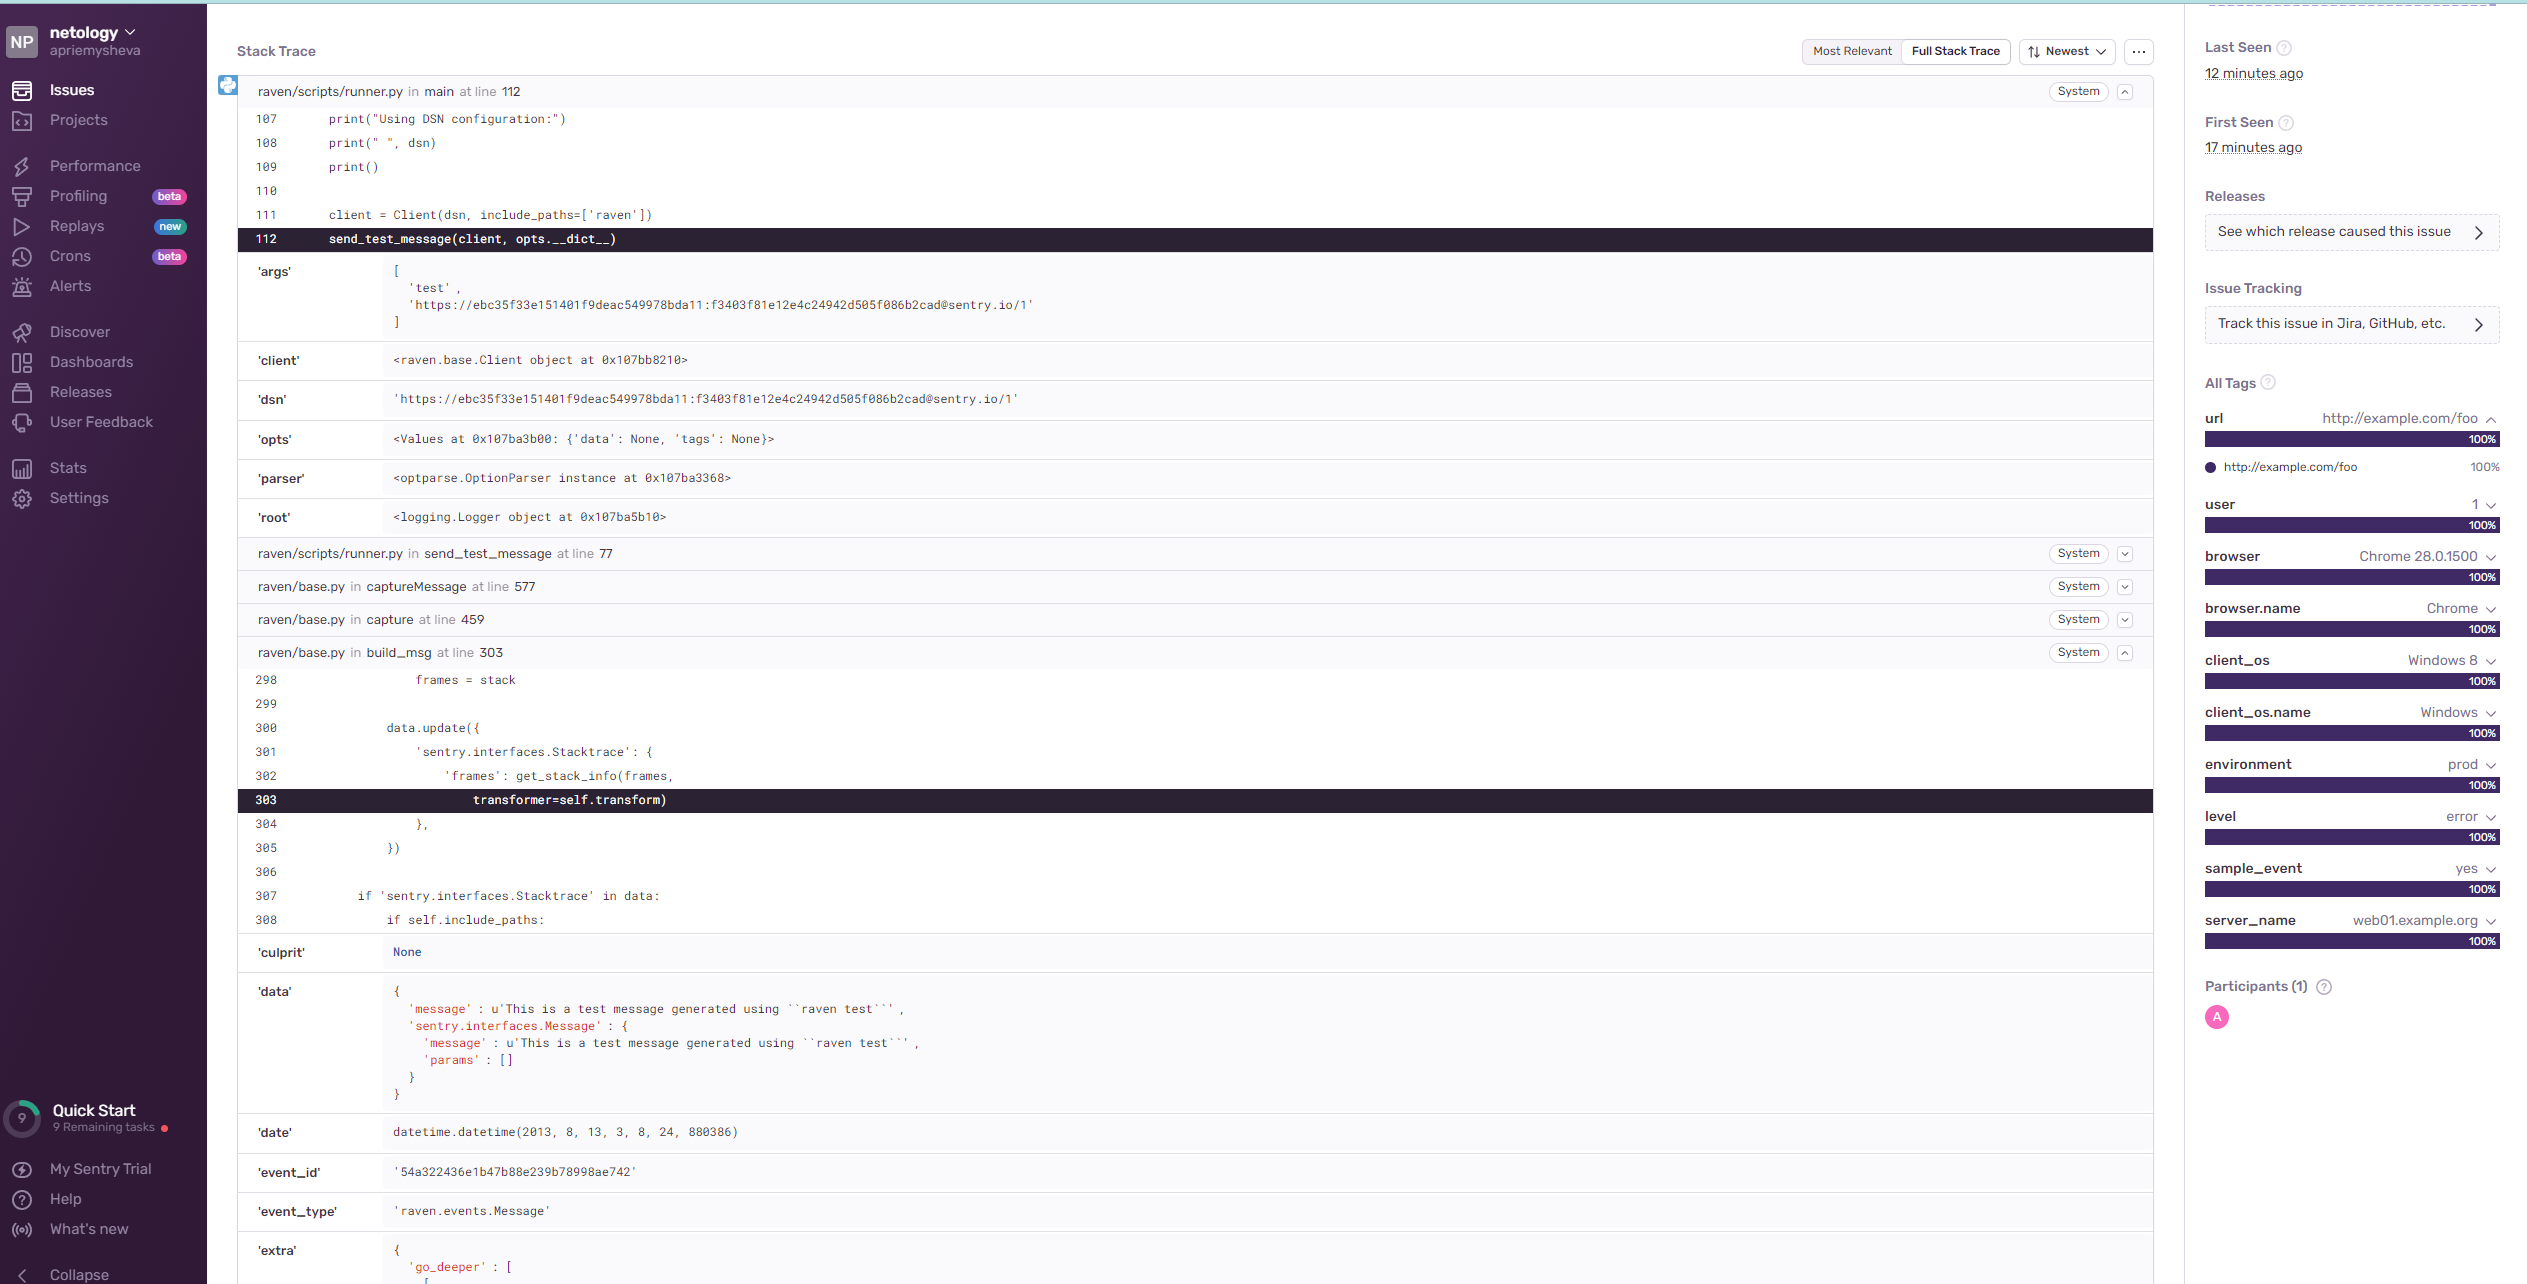 NP
netology
apriemysheva
Issues
Projects
Performance
Profiling beta
Replays new
Crons beta
Alerts
Discover
Dashboards
Releases
User Feedback
Stats
Settings
9
Quick Start
9 Remaining tasks
My Sentry Trial
Help
What's new
Collapse
Stack Trace
Most Relevant Full Stack Trace Newest ...
raven/scripts/runner.py in main at line 112 System
107 print("Using DSN configuration:")
108 print(" ", dsn)
109 print()
110
111 client = Client(dsn, include_paths=['raven'])
112 send_test_message(client, opts.__dict__)
'args' [
'test' ,
'https://ebc35f33e151401f9deac549978bda11:f3403f81e12e4c24942d505f086b2cad@sentry.io/1'
]
'client' <raven.base.Client object at 0x107bb8210>
'dsn' 'https://ebc35f33e151401f9deac549978bda11:f3403f81e12e4c24942d505f086b2cad@sentry.io/1'
'opts' <Values at 0x107ba3b00: {'data': None, 'tags': None}>
'parser' <optparse.OptionParser instance at 0x107ba3368>
'root' <logging.Logger object at 0x107ba5b10>
raven/scripts/runner.py in send_test_message at line 77 System
raven/base.py in captureMessage at line 577 System
raven/base.py in capture at line 459 System
raven/base.py in build_msg at line 303 System
298 frames = stack
299
300 data.update({
301 'sentry.interfaces.Stacktrace': {
302 'frames': get_stack_info(frames,
303 transformer=self.transform)
304 },
305 })
306
307 if 'sentry.interfaces.Stacktrace' in data:
308 if self.include_paths:
'culprit' None
'data' {
'message' : u'This is a test message generated using ``raven test``' ,
'sentry.interfaces.Message' : {
'message' : u'This is a test message generated using ``raven test``' ,
'params' : []
}
}
'date' datetime.datetime(2013, 8, 13, 3, 8, 24, 880386)
'event_id' '54a322436e1b47b88e239b78998ae742'
'event_type' 'raven.events.Message'
'extra' {
'go_deeper' : [
[
Last Seen ?
12 minutes ago
First Seen ?
17 minutes ago
Releases
See which release caused this issue
Issue Tracking
Track this issue in Jira, GitHub, etc.
All Tags ?
url http://example.com/foo
100%
http://example.com/foo 100%
user 1
100%
browser Chrome 28.0.1500
100%
browser.name Chrome
100%
client_os Windows 8
100%
client_os.name Windows
100%
environment prod
100%
level error
100%
sample_event yes
100%
server_name web01.example.org
100%
Participants (1) ?
A